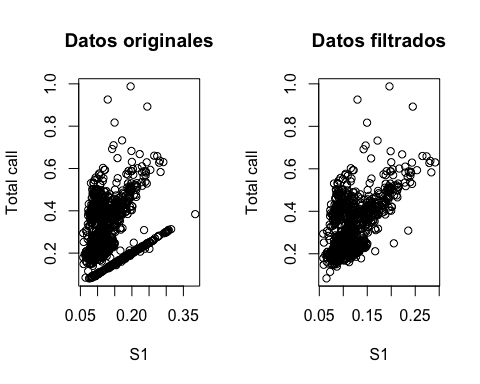 Datos originales
Datos filtrados
Total call
0.2 0.4 0.6 0.8 1.0
0.05 0.20 0.35
S1
Total call
0.2 0.4 0.6 0.8 1.0
0.05 0.15 0.25
S1